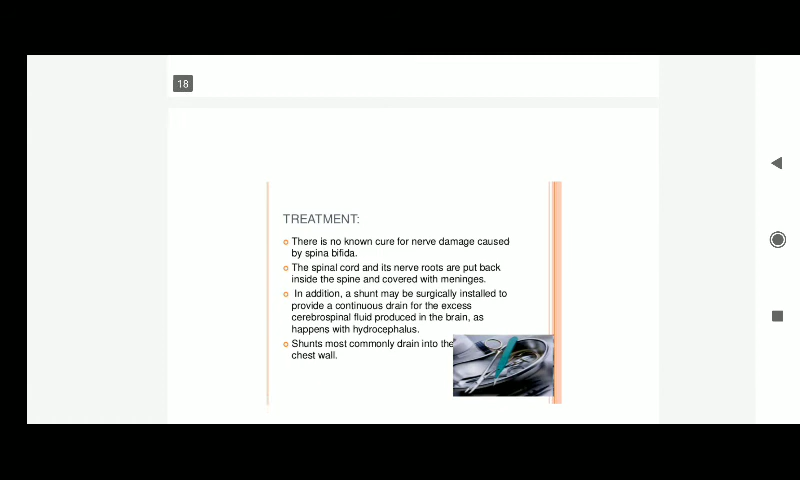 18
TREATMENT:
There is no known cure for nerve damage caused
by spina bifida.
The spinal cord and its nerve roots are put back
inside the spine and covered with meninges.
In addition, a shunt may be surgically installed to
provide a continuous drain for the excess
cerebrospinal fluid produced in the brain, as
happens with hydrocephalus.
Shunts most commonly drain into the
chest wall.